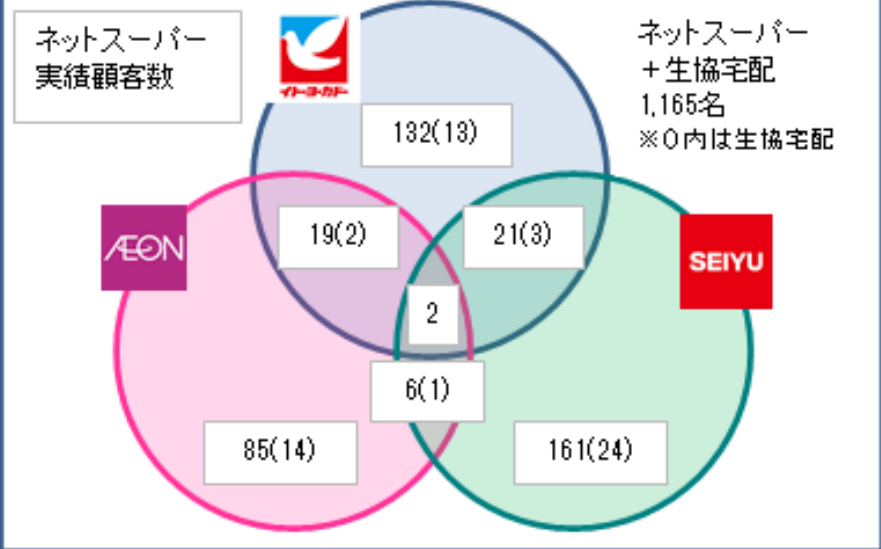 ネットスーパー
実績顧客数
イトーヨーカドー
ネットスーパー
+生協宅配
1,165名
※()内は生協宅配
132(13)
19(2)
21(3)
ÆON
SEIYU
2
6(1)
85(14)
161(24)